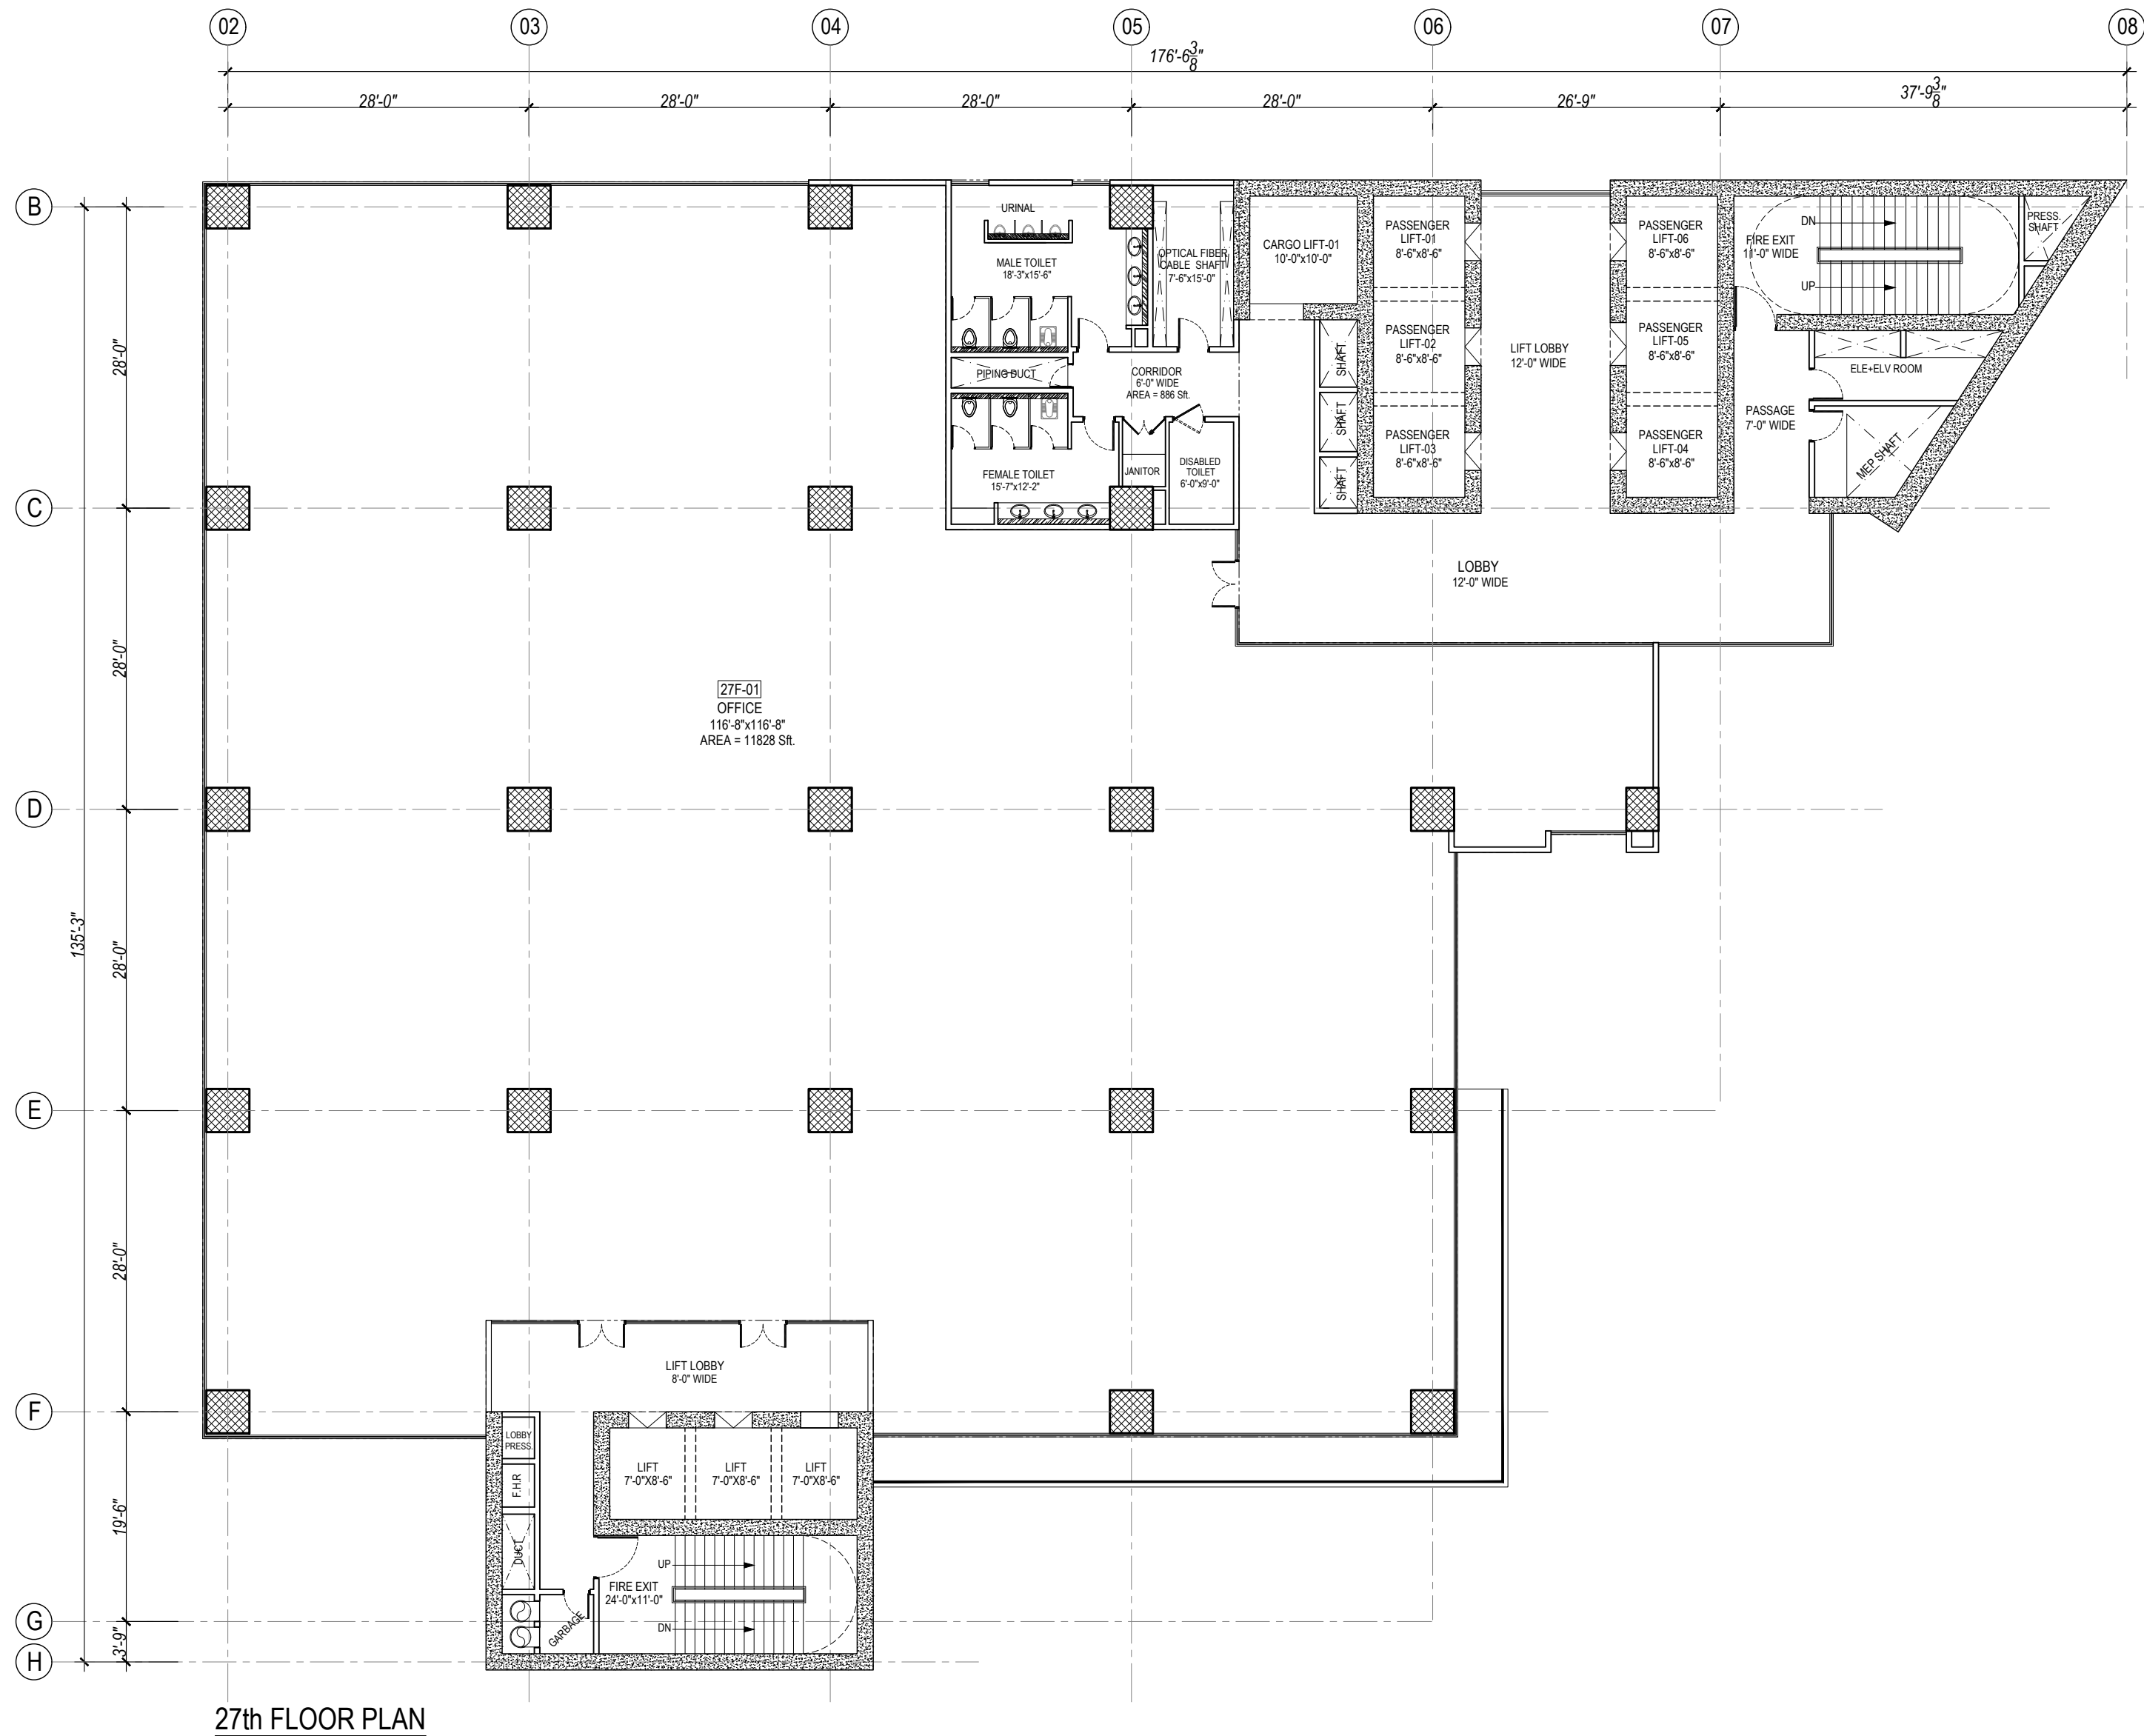 02 03 04 05 06 07 08
176'-6 3/8"
28'-0" 28'-0" 28'-0" 28'-0" 26'-9" 37'-9 3/8"
B
C
D
E
F
G
H
135'-3"
28'-0"
28'-0"
28'-0"
28'-0"
19'-6"
3'-9"
URINAL
MALE TOILET
18'-3"x15'-6"
OPTICAL FIBER
CABLE SHAFT
7'-6"x15'-0"
CARGO LIFT-01
10'-0"x10'-0"
PASSENGER
LIFT-01
8'-6"x8'-6"
PASSENGER
LIFT-02
8'-6"x8'-6"
PASSENGER
LIFT-03
8'-6"x8'-6"
LIFT LOBBY
12'-0" WIDE
PASSENGER
LIFT-06
8'-6"x8'-6"
PASSENGER
LIFT-05
8'-6"x8'-6"
PASSENGER
LIFT-04
8'-6"x8'-6"
DN
FIRE EXIT
11'-0" WIDE
UP
PRESS.
SHAFT
ELE+ELV ROOM
PASSAGE
7'-0" WIDE
MEP SHAFT
SHAFT
SHAFT
SHAFT
PIPING DUCT
CORRIDOR
6'-0" WIDE
AREA = 886 Sft.
FEMALE TOILET
15'-7"x12'-2"
JANITOR
DISABLED
TOILET
6'-0"x9'-0"
LOBBY
12'-0" WIDE
27F-01
OFFICE
116'-8"x116'-8"
AREA = 11828 Sft.
LIFT LOBBY
8'-0" WIDE
LOBBY
PRESS.
F.H.R
DUCT
LIFT
7'-0"X8'-6"
LIFT
7'-0"X8'-6"
LIFT
7'-0"X8'-6"
UP
FIRE EXIT
24'-0"x11'-0"
DN
GARBAGE
27th FLOOR PLAN